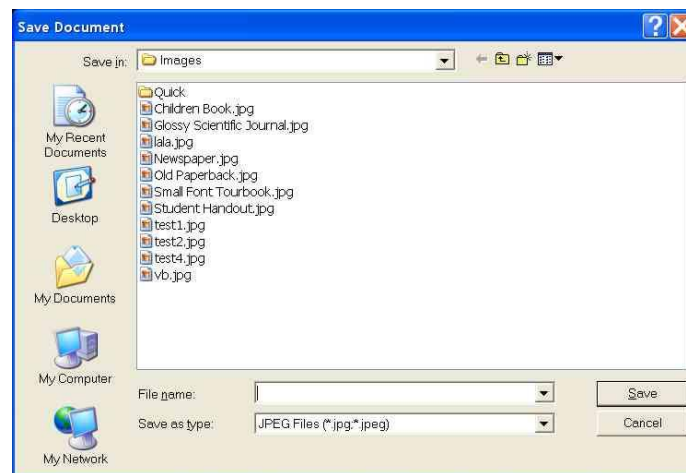 Save Document
Save in: Images
My Recent Documents
Desktop
My Documents
My Computer
My Network
Quick
Children Book.jpg
Glossy Scientific Journal.jpg
lala.jpg
Newspaper.jpg
Old Paperback.jpg
Small Font Tourbook.jpg
Student Handout.jpg
test1.jpg
test2.jpg
test4.jpg
vb.jpg
File name:
Save
Save as type: JPEG Files (*.jpg;*.jpeg)
Cancel